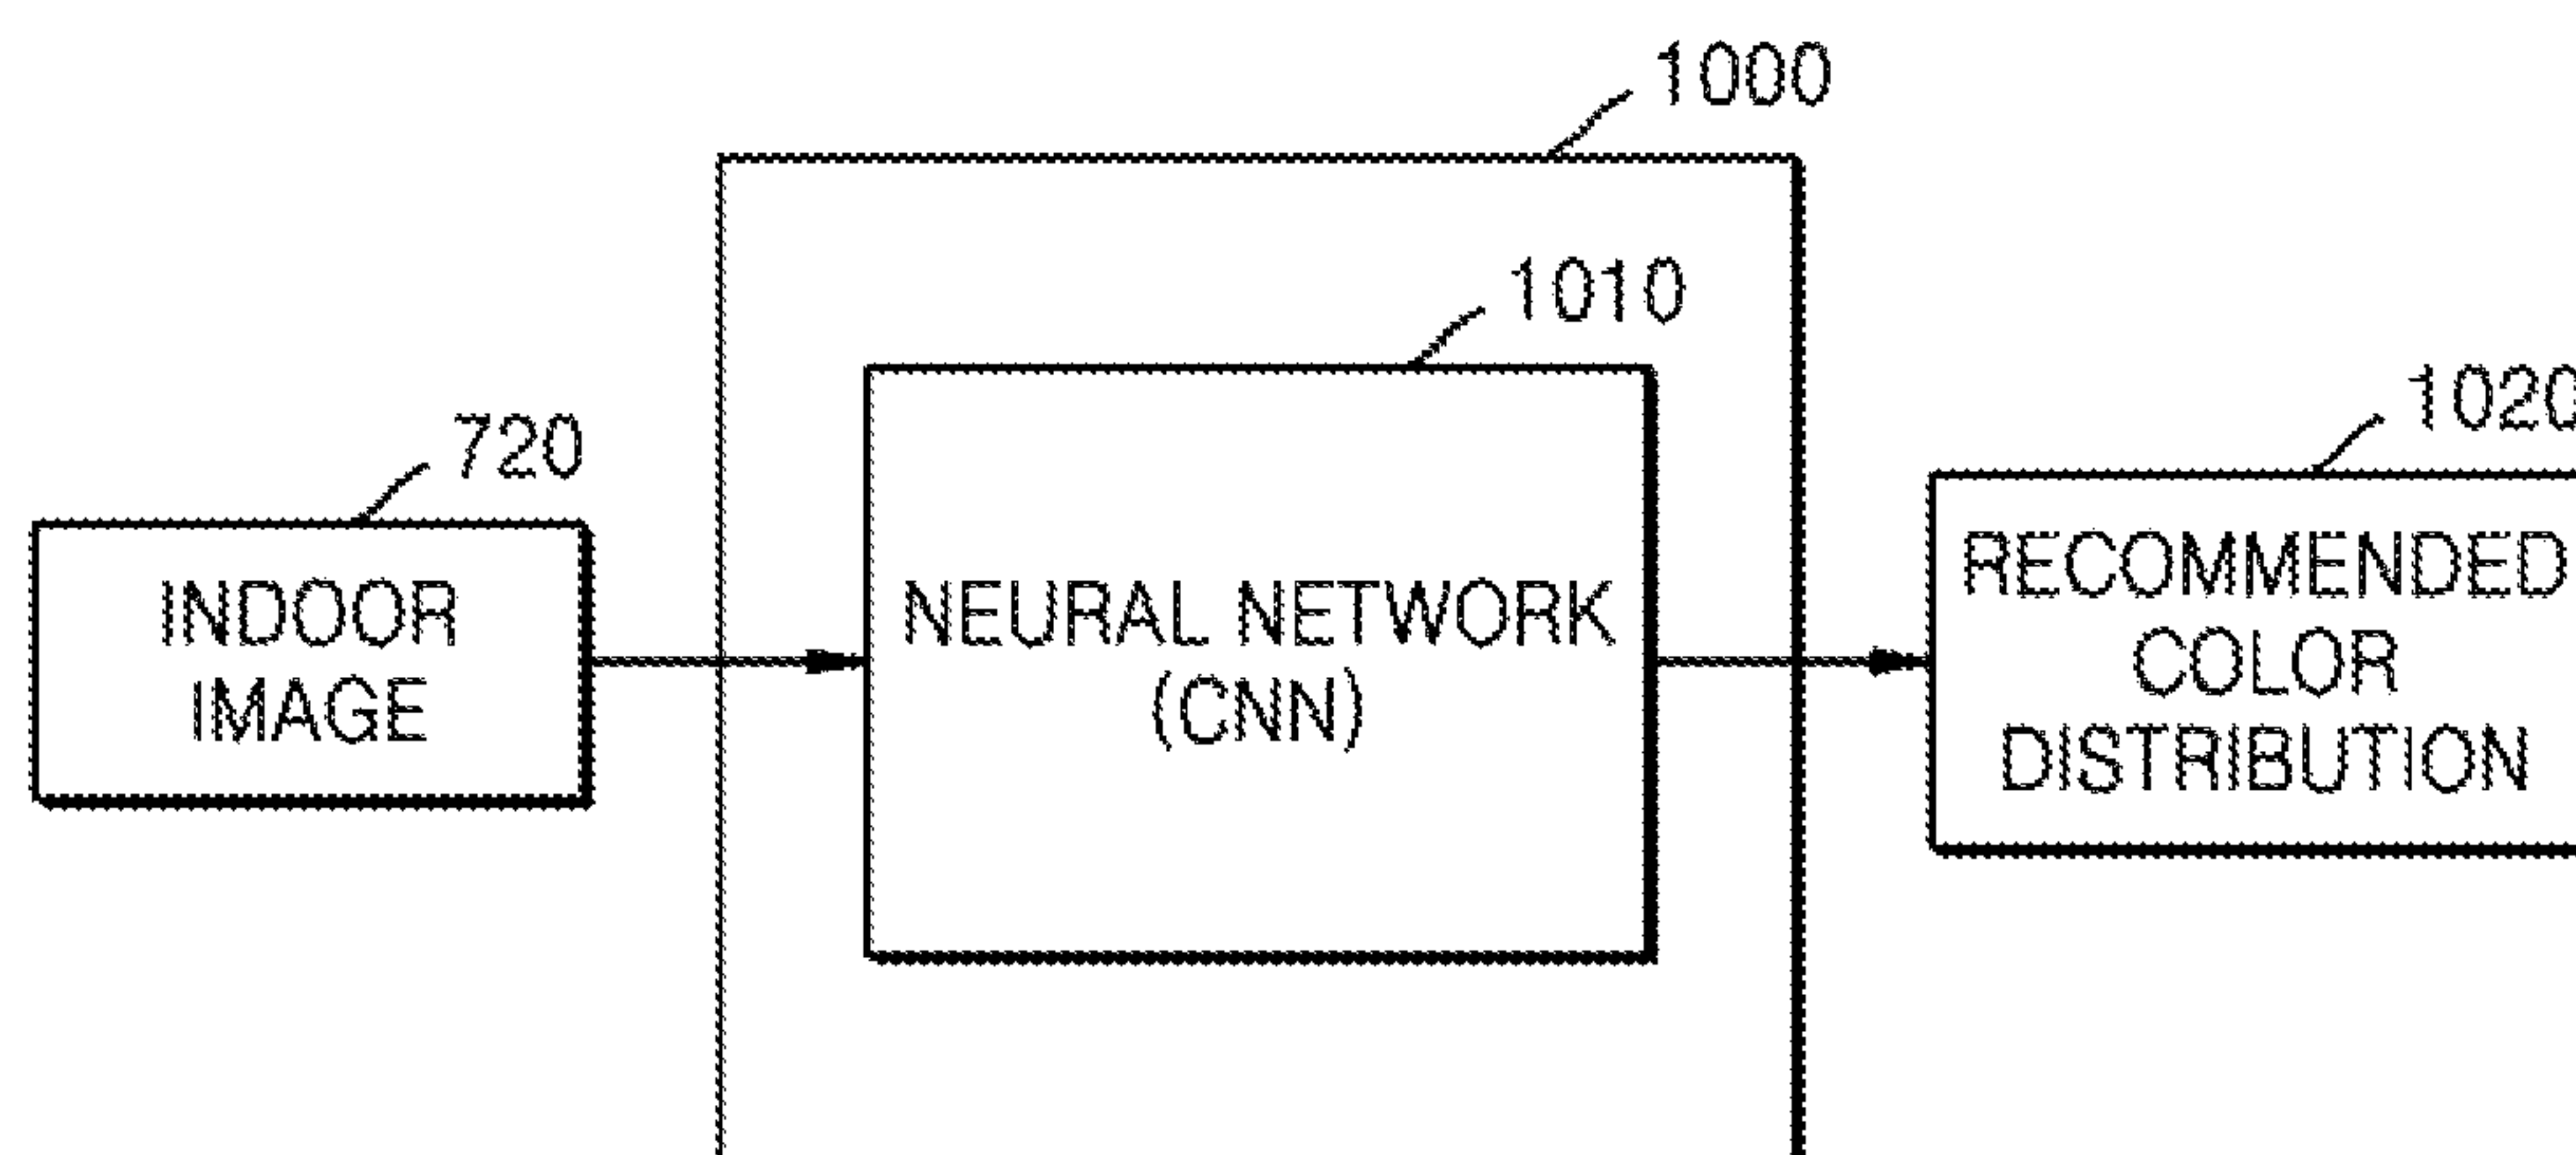 1000
1010
720
1020
INDOOR
IMAGE
NEURAL NETWORK
(CNN)
RECOMMENDED
COLOR
DISTRIBUTION